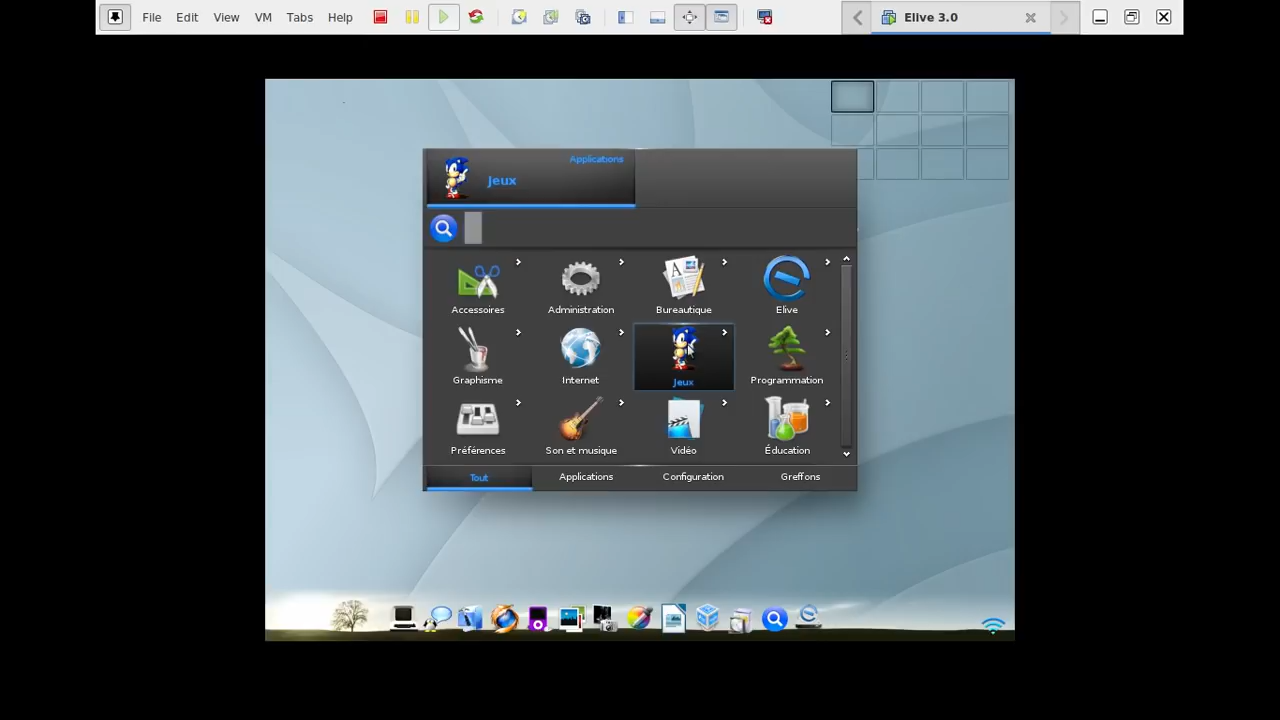 File Edit View VM Tabs Help
Elive 3.0
Applications
Jeux
Accessoires Administration Bureautique Elive
Graphisme Internet Jeux Programmation
Préférences Son et musique Vidéo Éducation
Tout Applications Configuration Greffons